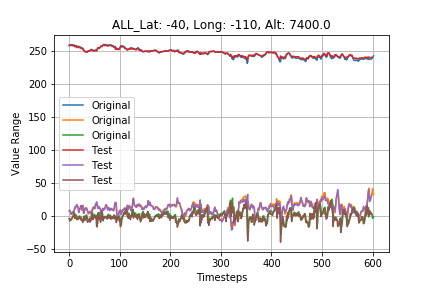 ALL_Lat: -40, Long: -110, Alt: 7400.0
Value Range
250
200
150
100
50
0
−50
Original
Original
Original
Test
Test
Test
0
100
200
300
400
500
600
Timesteps